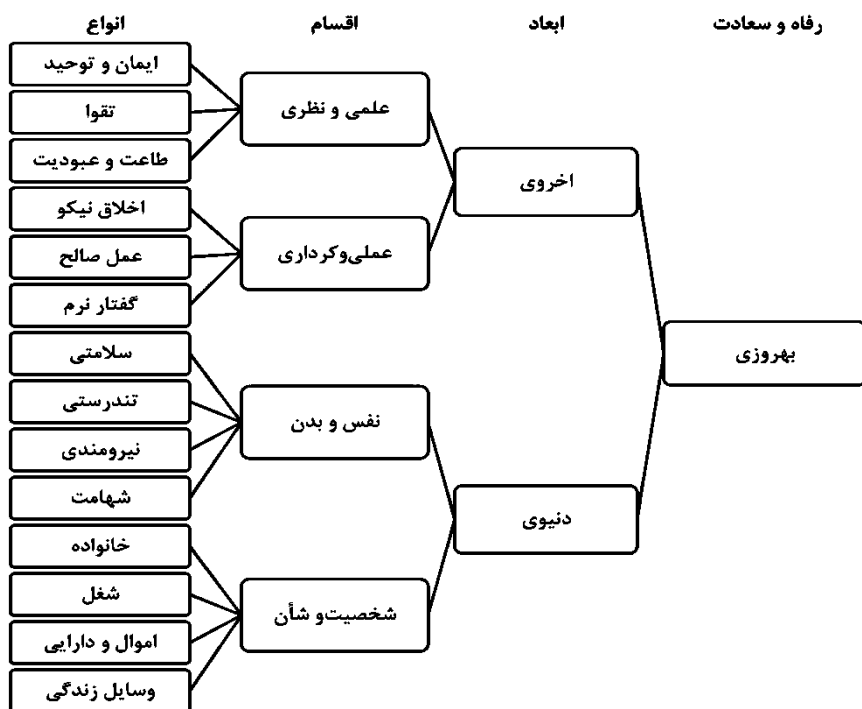 رفاه و سعادت
ابعاد
اقسام
انواع
بهروزی
اخروی
علمی و نظری
ایمان و توحید
تقوا
طاعت و عبودیت
عملی‌وکرداری
اخلاق نیکو
عمل صالح
گفتار نرم
دنیوی
نفس و بدن
سلامتی
تندرستی
نیرومندی
شهامت
شخصیت‌و شأن
خانواده
شغل
اموال و دارایی
وسایل زندگی